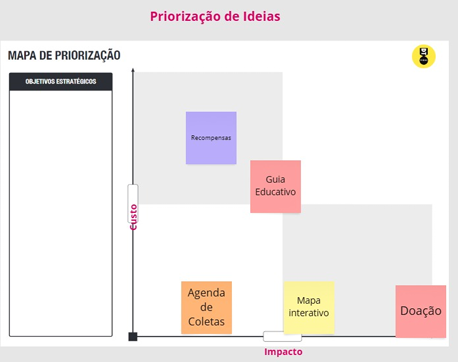 Priorização de Ideias
MAPA DE PRIORIZAÇÃO
OBJETIVOS ESTRATÉGICOS
Recompensas
Guia
Educativo
Custo
Agenda
de
Coletas
Mapa
interativo
Doação
Impacto